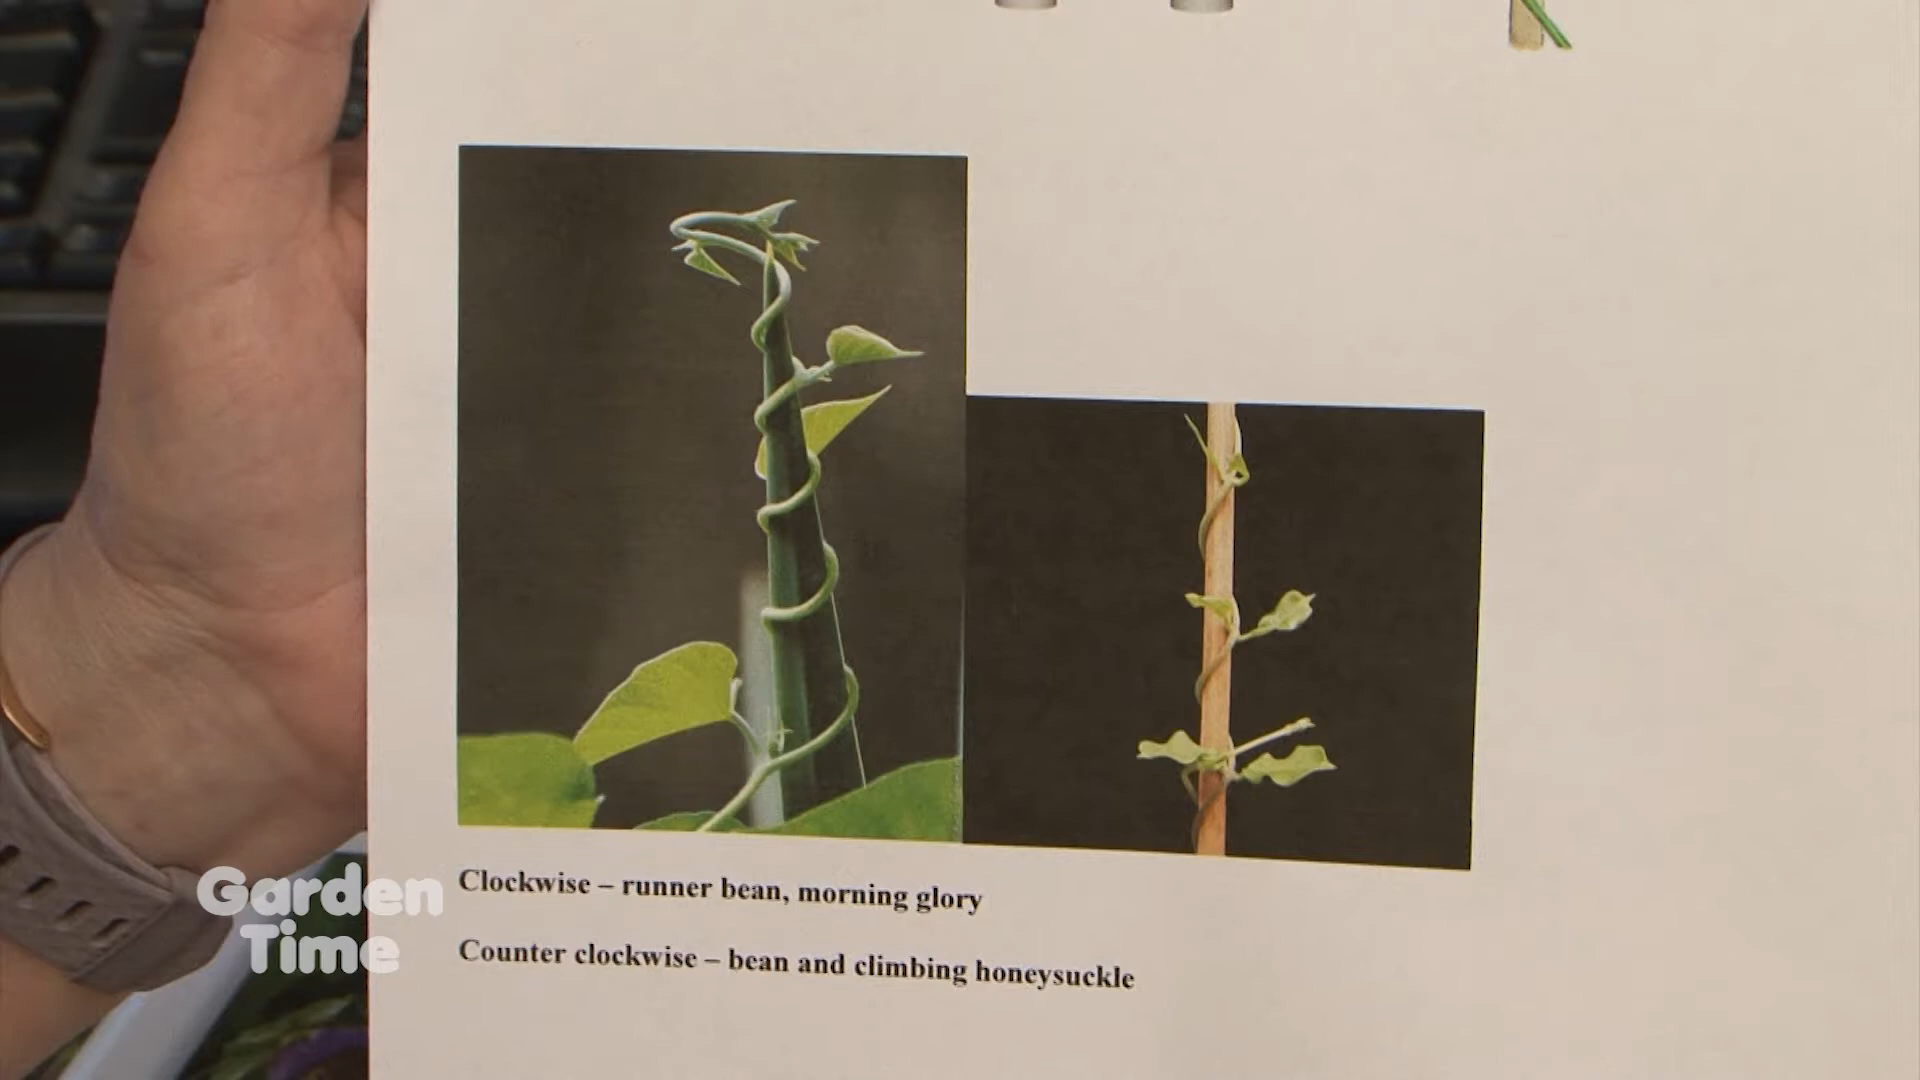 Clockwise – runner bean, morning glory
Counter clockwise – bean and climbing honeysuckle
Garden
Time